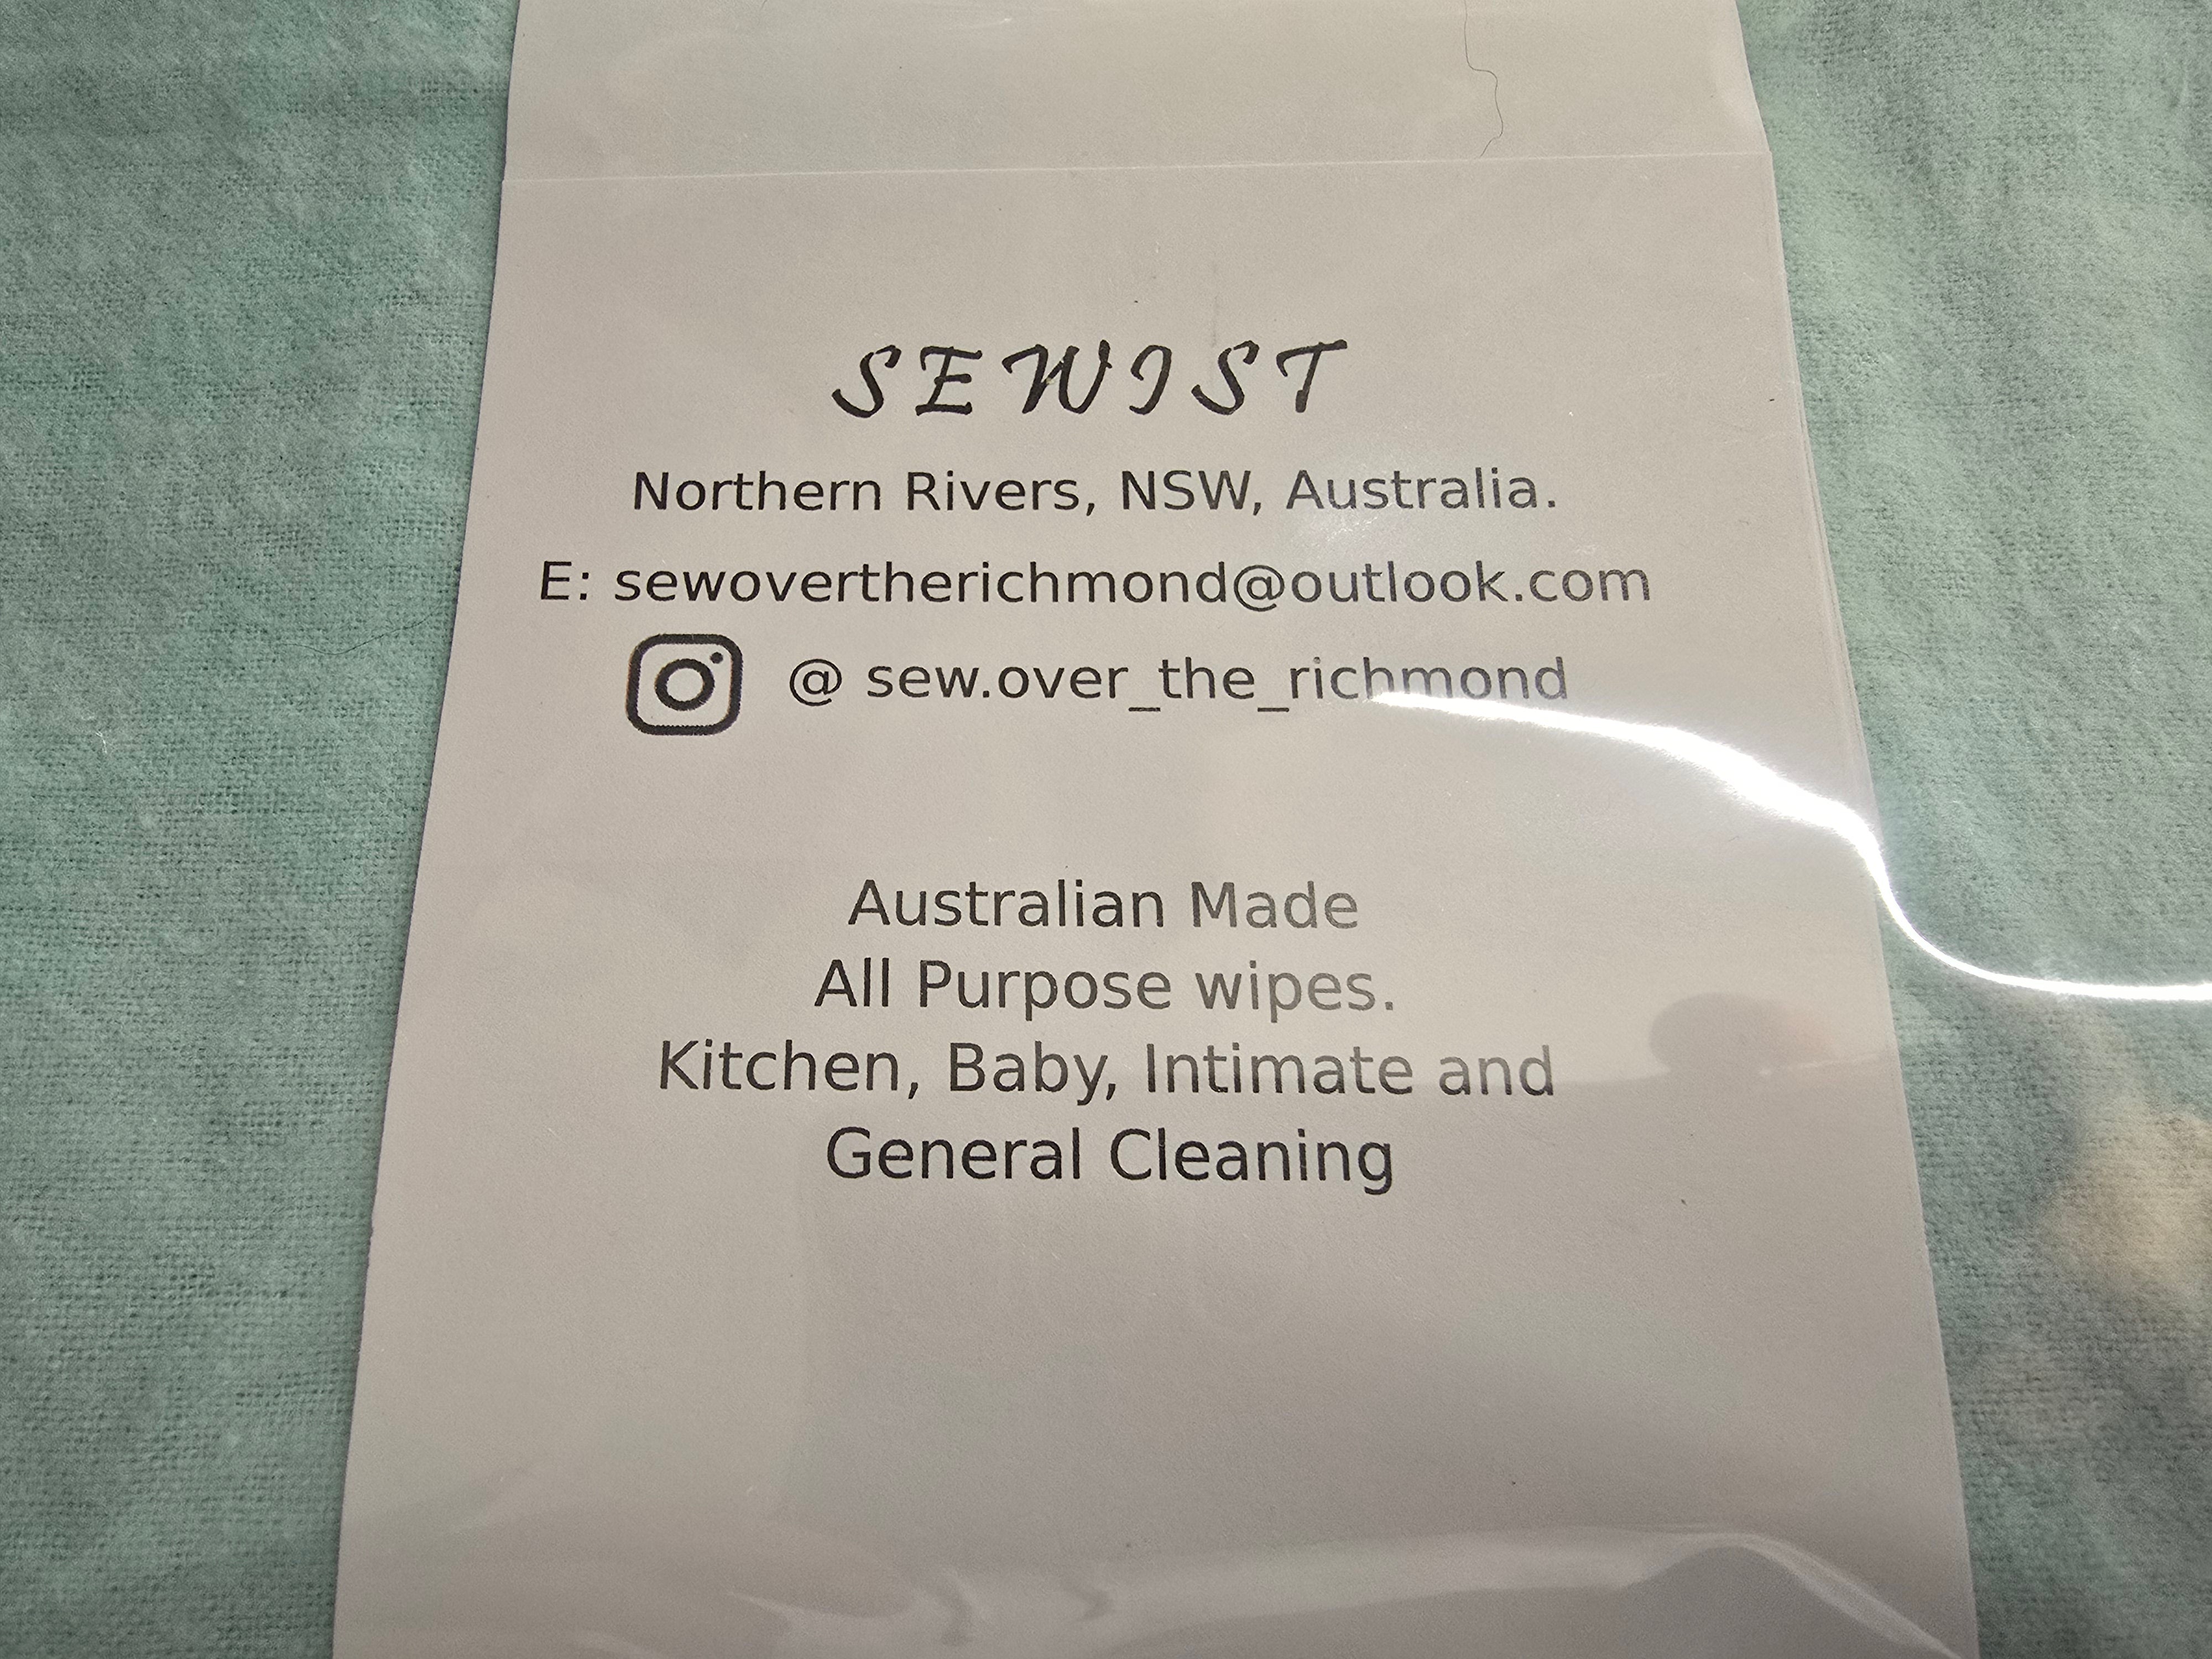 SEWIST
Northern Rivers, NSW, Australia.
E: sewovertherichmond@outlook.com
@ sew.over_the_richmond
Australian Made
All Purpose wipes.
Kitchen, Baby, Intimate and
General Cleaning